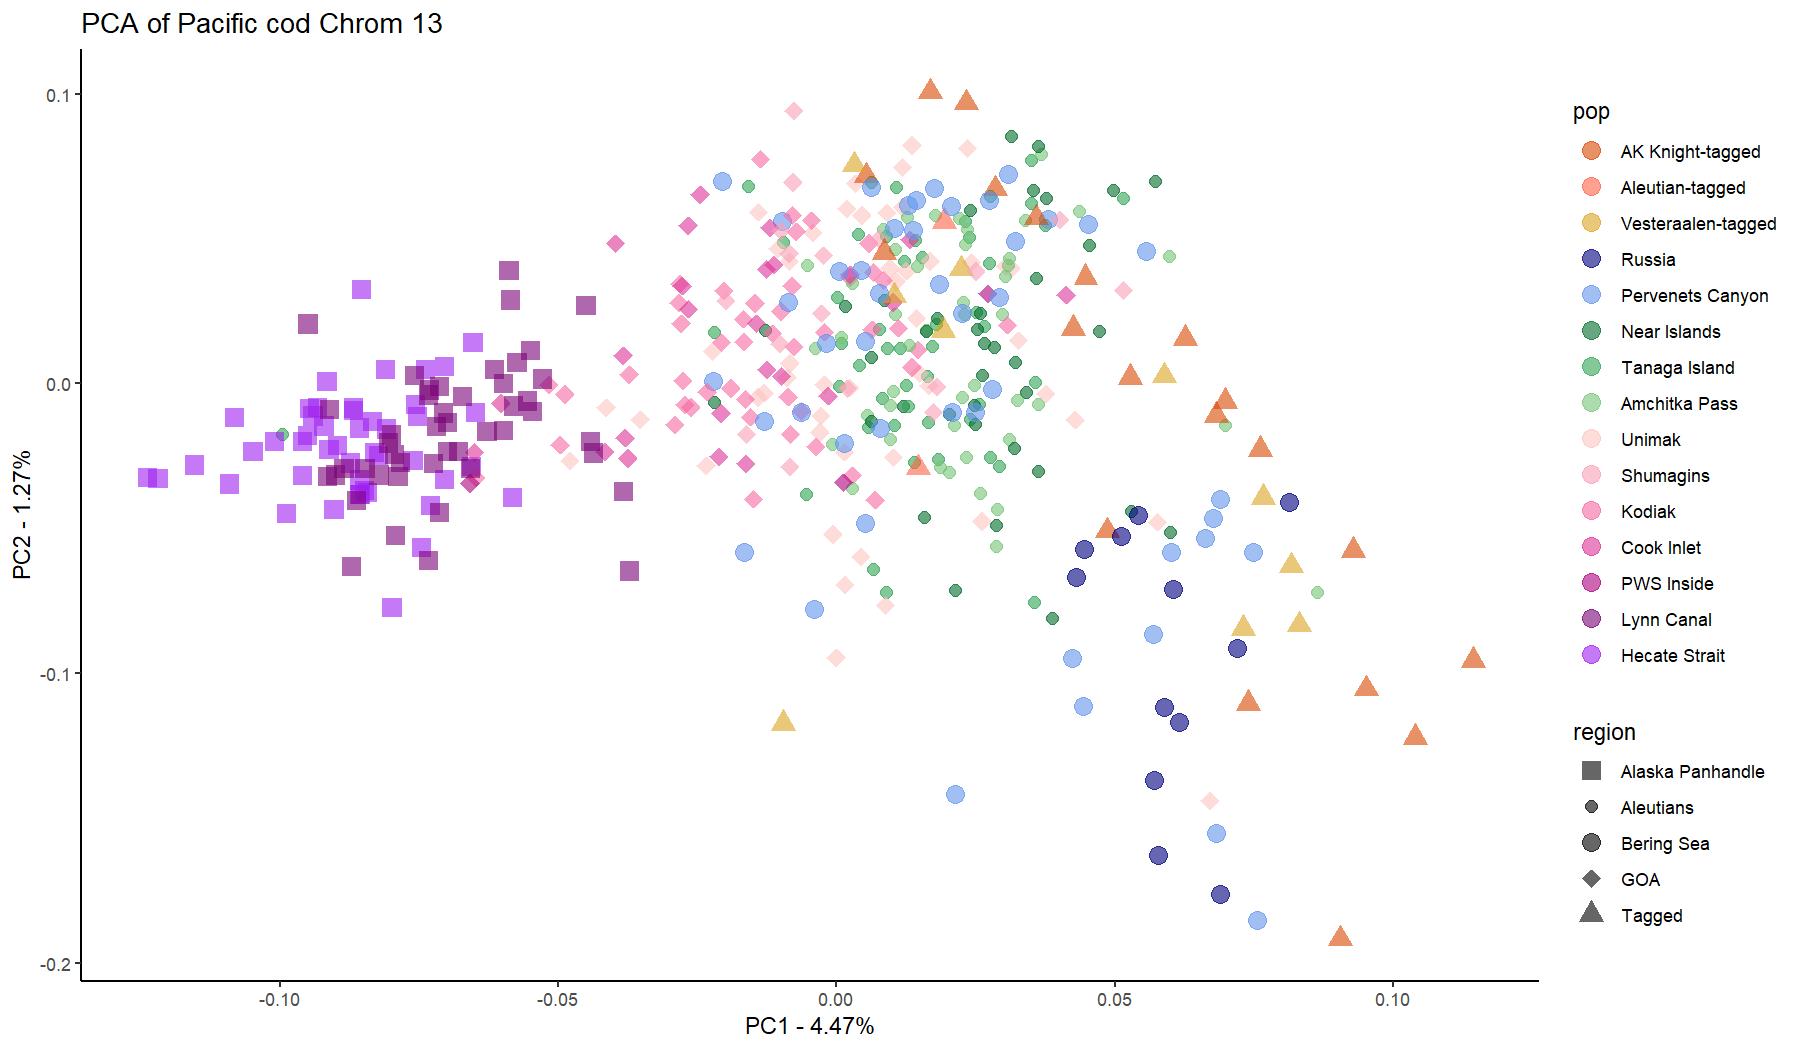 PCA of Pacific cod Chrom 13
0.1
0.0
-0.1
-0.2
PC2 - 1.27%
-0.10
-0.05
0.00
0.05
0.10
PC1 - 4.47%
pop
AK Knight-tagged
Aleutian-tagged
Vesteraalen-tagged
Russia
Pervenets Canyon
Near Islands
Tanaga Island
Amchitka Pass
Unimak
Shumagins
Kodiak
Cook Inlet
PWS Inside
Lynn Canal
Hecate Strait
region
Alaska Panhandle
Aleutians
Bering Sea
GOA
Tagged